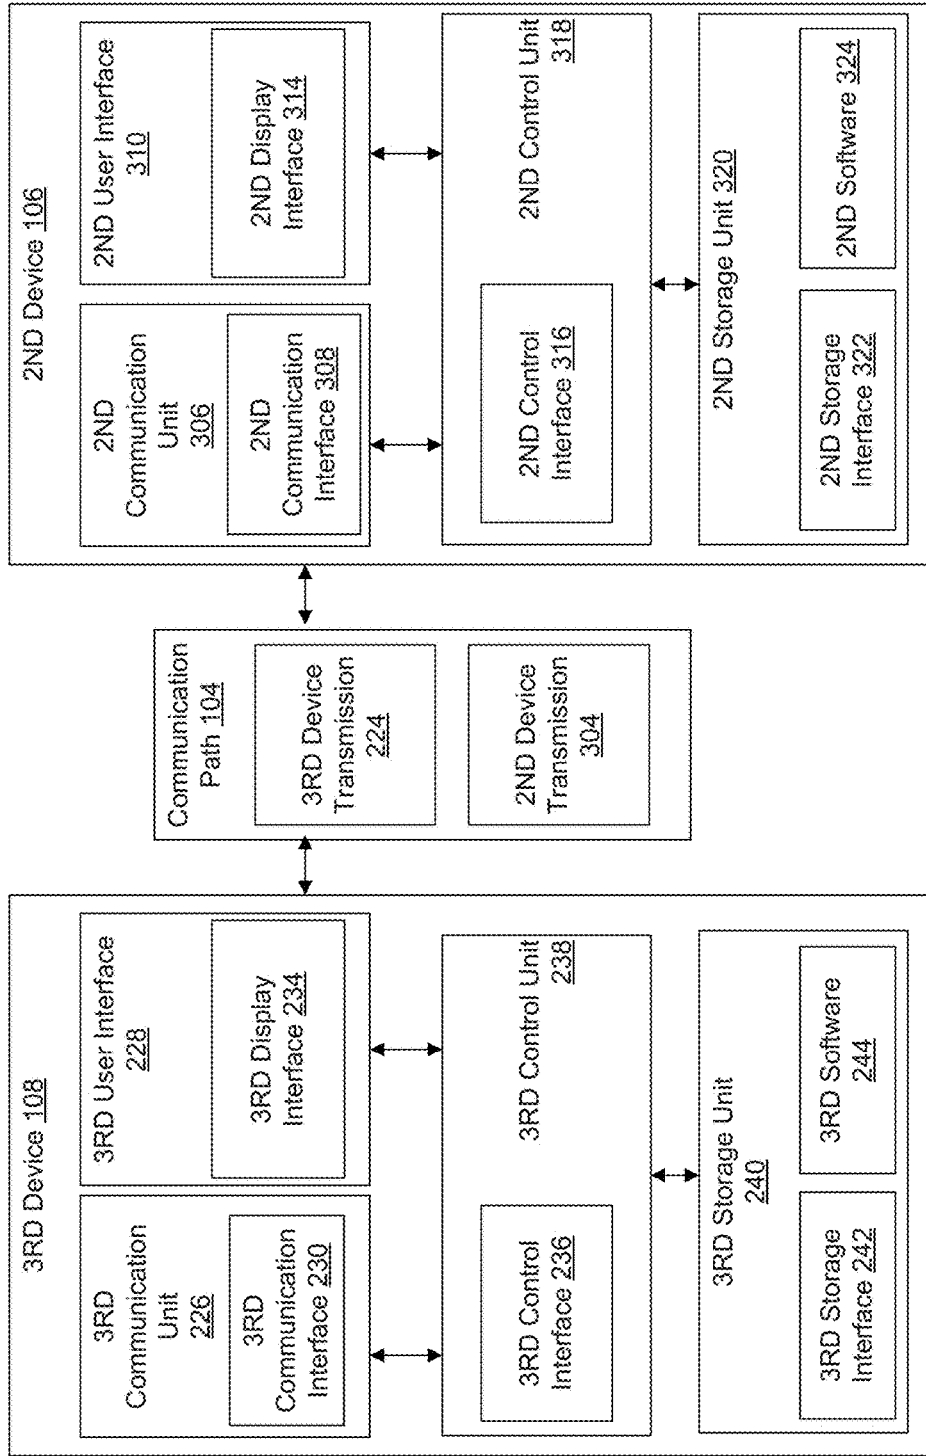 3RD Device 108
3RD
Communication
Unit
226
3RD
Communication
Interface 230
3RD User Interface
228
3RD Display
Interface 234
3RD Control
Interface 236
3RD Control Unit
238
3RD Storage Unit
240
3RD Storage
Interface 242
3RD Software
244
Communication
Path 104
3RD Device
Transmission
224
2ND Device
Transmission
304
2ND Device 106
2ND
Communication
Unit
306
2ND
Communication
Interface 308
2ND User Interface
310
2ND Display
Interface 314
2ND Control
Interface 316
2ND Control Unit
318
2ND Storage Unit 320
2ND Storage
Interface 322
2ND Software 324